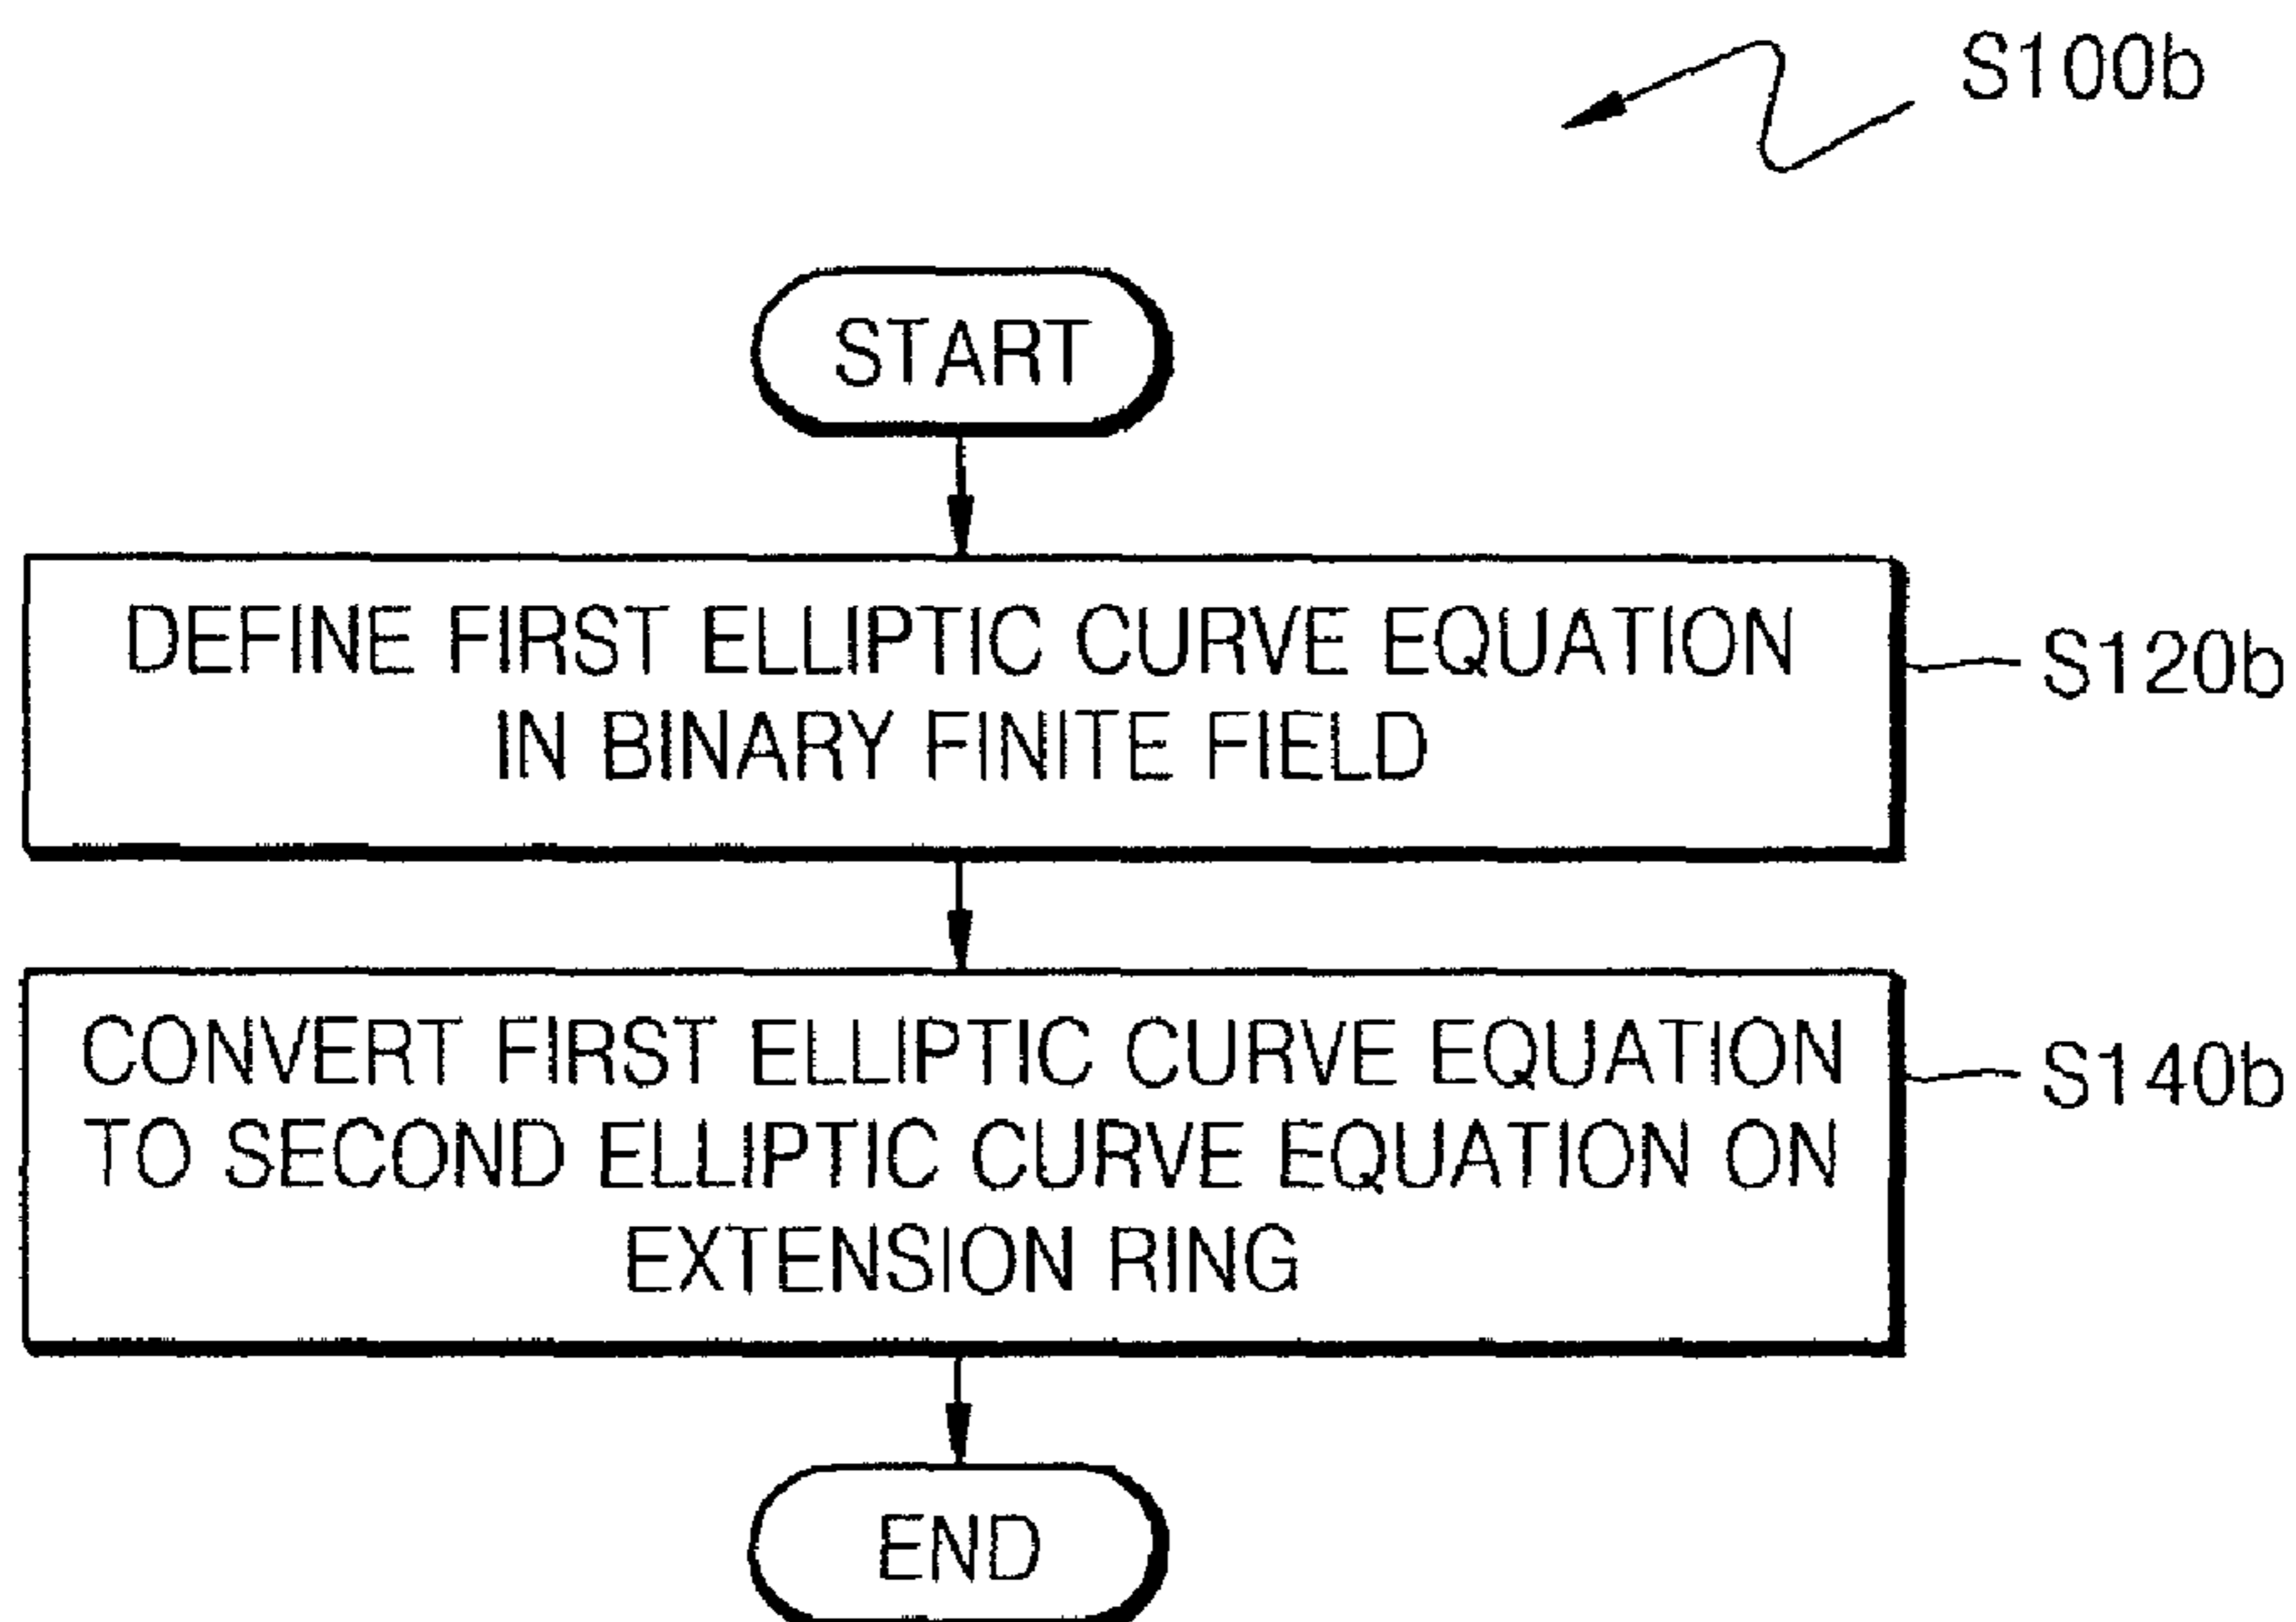 S100b
START
DEFINE FIRST ELLIPTIC CURVE EQUATION
IN BINARY FINITE FIELD
S120b
CONVERT FIRST ELLIPTIC CURVE EQUATION
TO SECOND ELLIPTIC CURVE EQUATION ON
EXTENSION RING
S140b
END